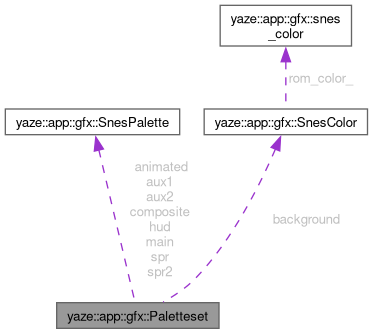 yaze::app::gfx::snes
_color
rom_color_
yaze::app::gfx::SnesPalette
yaze::app::gfx::SnesColor
animated
aux1
aux2
composite
hud
main
spr
spr2
background
yaze::app::gfx::Paletteset